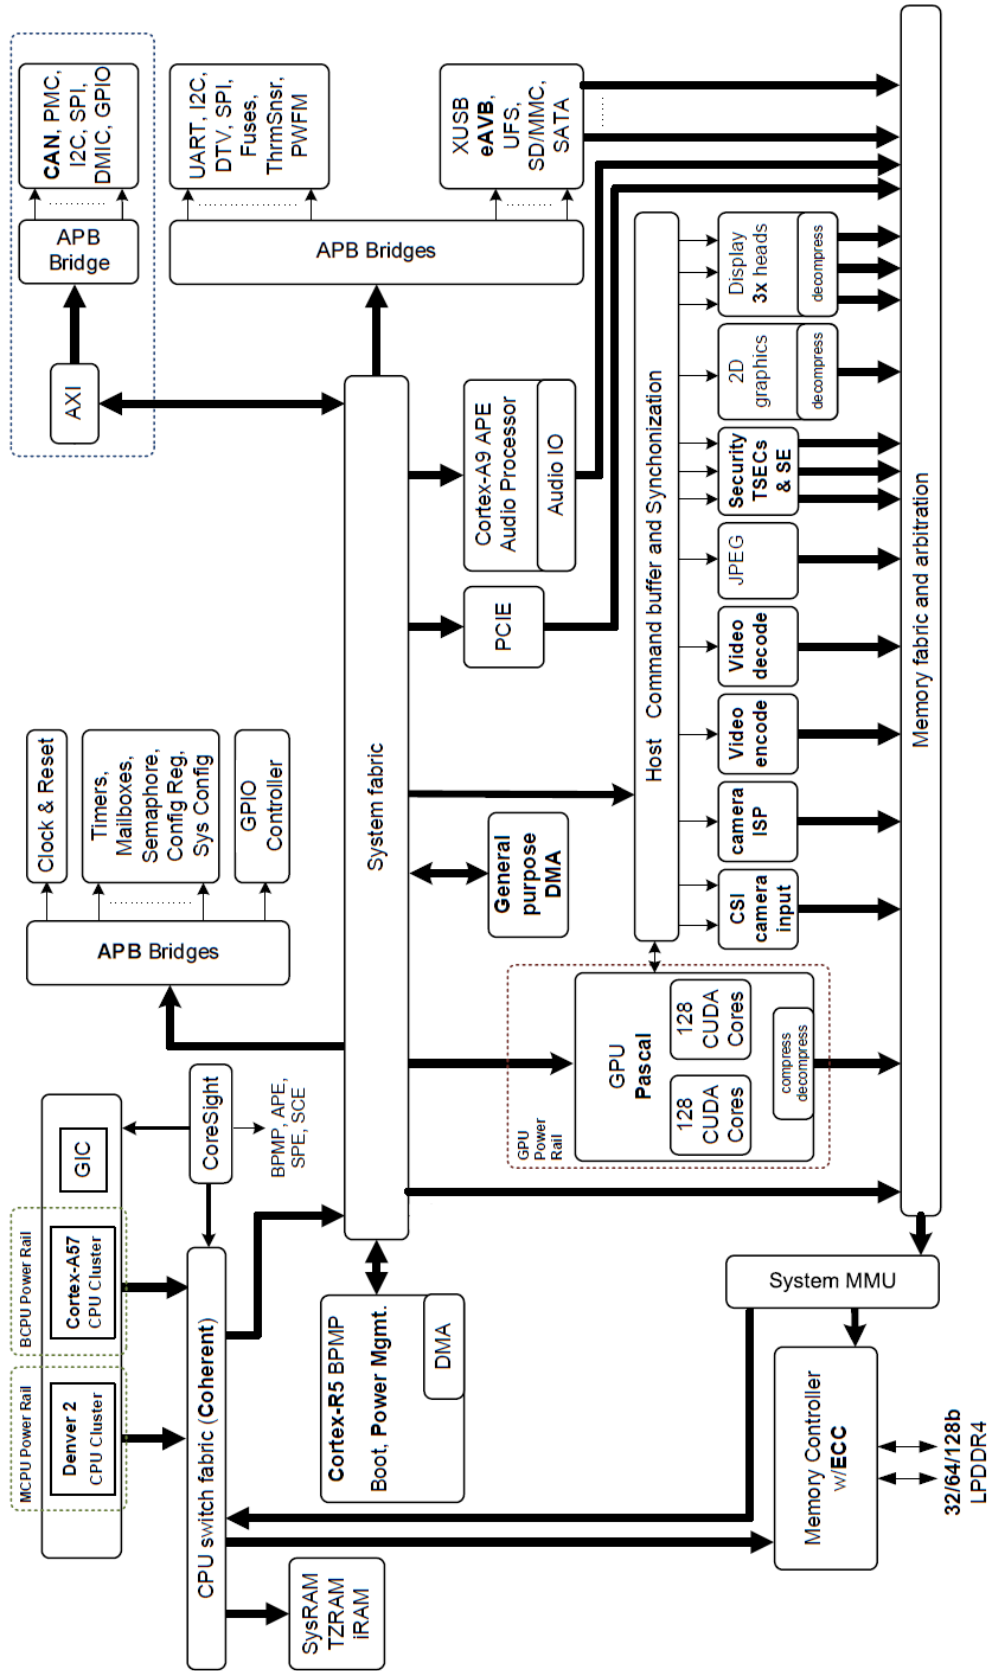 MCPU Power Rail
BCPU Power Rail
Denver 2
CPU Cluster
Cortex-A57
CPU Cluster
GIC
CoreSight
BPMP, APE,
SPE, SCE
CPU switch fabric (Coherent)
SysRAM
TZRAM
iRAM
Cortex-R5 BPMP
Boot, Power Mgmt.
DMA
APB Bridges
Clock & Reset
Timers,
Mailboxes,
Semaphore,
Config Reg,
Sys Config
GPIO
Controller
System fabric
AXI
APB
Bridge
CAN, PMC,
I2C, SPI,
DMIC, GPIO
APB Bridges
UART, I2C,
DTV, SPI,
Fuses,
ThrmSnsr,
PWFM
XUSB
eAVB,
UFS,
SD/MMC,
SATA
General
purpose
DMA
PCIE
Cortex-A9 APE
Audio Processor
Audio IO
GPU
Power
Rail
GPU
Pascal
128
CUDA
Cores
128
CUDA
Cores
compress
decompress
Host Command buffer and Synchonization
CSI
camera
input
camera
ISP
Video
encode
Video
decode
JPEG
Security
TSECs
& SE
2D
graphics
decompress
Display
3x heads
decompress
Memory fabric and arbitration
System MMU
Memory Controller
w/ECC
32/64/128b
LPDDR4